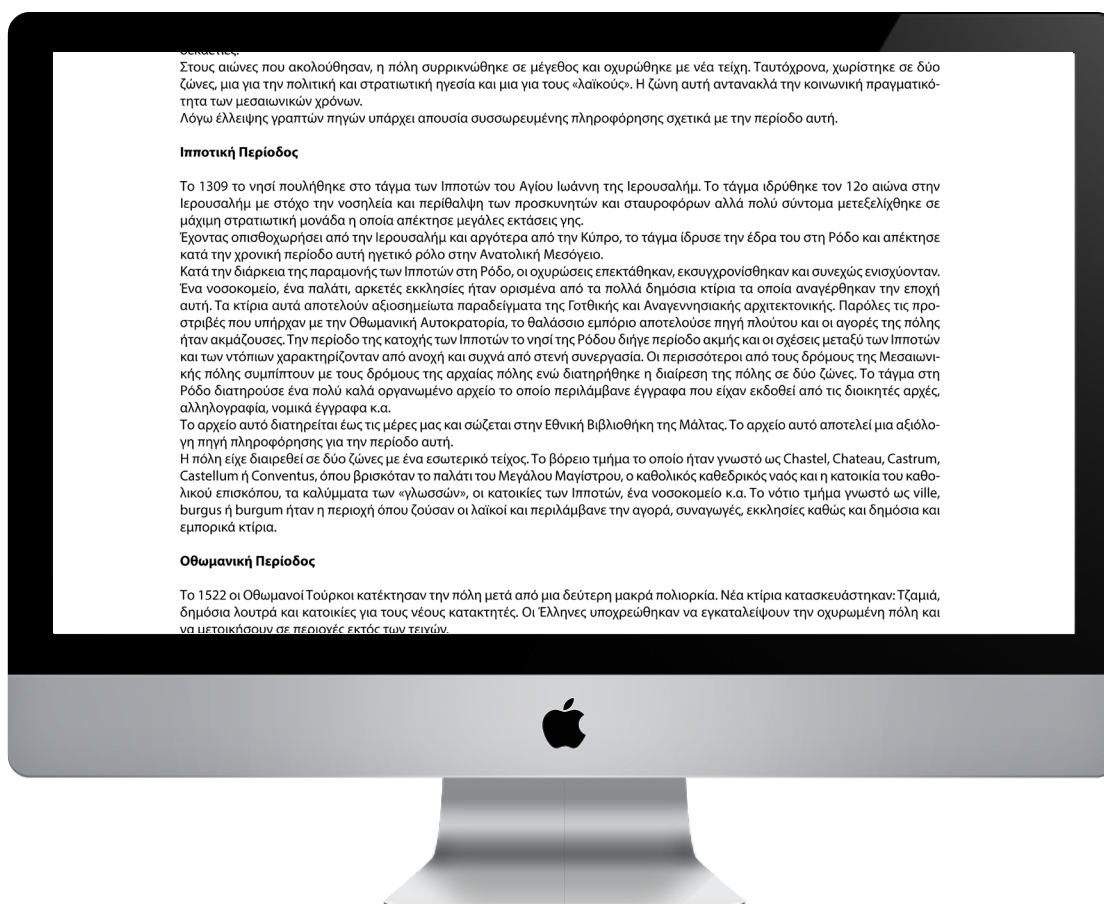 Στους αιώνες που ακολούθησαν, η πόλη συρρικνώθηκε σε μέγεθος και οχυρώθηκε με νέα τείχη. Ταυτόχρονα, χωρίστηκε σε δύο
ζώνες, μια για την πολιτική και στρατιωτική ηγεσία και μια για τους «λαϊκούς». Η ζώνη αυτή αντανακλά την κοινωνική πραγματικό-
τητα των μεσαιωνικών χρόνων.
Λόγω έλλειψης γραπτών πηγών υπάρχει απουσία συσσωρευμένης πληροφόρησης σχετικά με την περίοδο αυτή.
Ιπποτική Περίοδος
Το 1309 το νησί πουλήθηκε στο τάγμα των Ιπποτών του Αγίου Ιωάννη της Ιερουσαλήμ. Το τάγμα ιδρύθηκε τον 12ο αιώνα στην
Ιερουσαλήμ με στόχο την νοσηλεία και περίθαλψη των προσκυνητών και σταυροφόρων αλλά πολύ σύντομα μετεξελίχθηκε σε
μάχιμη στρατιωτική μονάδα η οποία απέκτησε μεγάλες εκτάσεις γης.
Έχοντας οπισθοχωρήσει από την Ιερουσαλήμ και αργότερα από την Κύπρο, το τάγμα ίδρυσε την έδρα του στη Ρόδο και απέκτησε
κατά την χρονική περίοδο αυτή ηγετικό ρόλο στην Ανατολική Μεσόγειο.
Κατά την διάρκεια της παραμονής των Ιπποτών στη Ρόδο, οι οχυρώσεις επεκτάθηκαν, εκσυγχρονίσθηκαν και συνεχώς ενισχύονταν.
Ένα νοσοκομείο, ένα παλάτι, αρκετές εκκλησίες ήταν ορισμένα από τα πολλά δημόσια κτίρια τα οποία αναγέρθηκαν την εποχή
αυτή. Τα κτίρια αυτά αποτελούν αξιοσημείωτα παραδείγματα της Γοτθικής και Αναγεννησιακής αρχιτεκτονικής. Παρόλες τις προ-
στριβές που υπήρχαν με την Οθωμανική Αυτοκρατορία, το θαλάσσιο εμπόριο αποτελούσε πηγή πλούτου και οι αγορές της πόλης
ήταν ακμάζουσες. Την περίοδο της κατοχής των Ιπποτών το νησί της Ρόδου διήγε περίοδο ακμής και οι σχέσεις μεταξύ των Ιπποτών
και των ντόπιων χαρακτηρίζονταν από ανοχή και συχνά από στενή συνεργασία. Οι περισσότεροι από τους δρόμους της Μεσαιωνι-
κής πόλης συμπίπτουν με τους δρόμους της αρχαίας πόλης ενώ διατηρήθηκε η διαίρεση της πόλης σε δύο ζώνες. Το τάγμα στη
Ρόδο διατηρούσε ένα πολύ καλά οργανωμένο αρχείο το οποίο περιλάμβανε έγγραφα που είχαν εκδοθεί από τις διοικητές αρχές,
αλληλογραφία, νομικά έγγραφα κ.α.
Το αρχείο αυτό διατηρείται έως τις μέρες μας και σώζεται στην Εθνική Βιβλιοθήκη της Μάλτας. Το αρχείο αυτό αποτελεί μια αξιόλο-
γη πηγή πληροφόρησης για την περίοδο αυτή.
Η πόλη είχε διαιρεθεί σε δύο ζώνες με ένα εσωτερικό τείχος. Το βόρειο τμήμα το οποίο ήταν γνωστό ως Chastel, Chateau, Castrum,
Castellum ή Conventus, όπου βρισκόταν το παλάτι του Μεγάλου Μαγίστρου, ο καθολικός καθεδρικός ναός και η κατοικία του καθο-
λικού επισκόπου, τα καλύμματα των «γλωσσών», οι κατοικίες των Ιπποτών, ένα νοσοκομείο κ.α. Το νότιο τμήμα γνωστό ως ville,
burgus ή burgum ήταν η περιοχή όπου ζούσαν οι λαϊκοί και περιλάμβανε την αγορά, συναγωγές, εκκλησίες καθώς και δημόσια και
εμπορικά κτίρια.
Οθωμανική Περίοδος
Το 1522 οι Οθωμανοί Τούρκοι κατέκτησαν την πόλη μετά από μια δεύτερη μακρά πολιορκία. Νέα κτίρια κατασκευάστηκαν: Τζαμιά,
δημόσια λουτρά και κατοικίες για τους νέους κατακτητές. Οι Έλληνες υποχρεώθηκαν να εγκαταλείψουν την οχυρωμένη πόλη και
να μετοικήσουν σε περιοχές εκτός των τειχών.